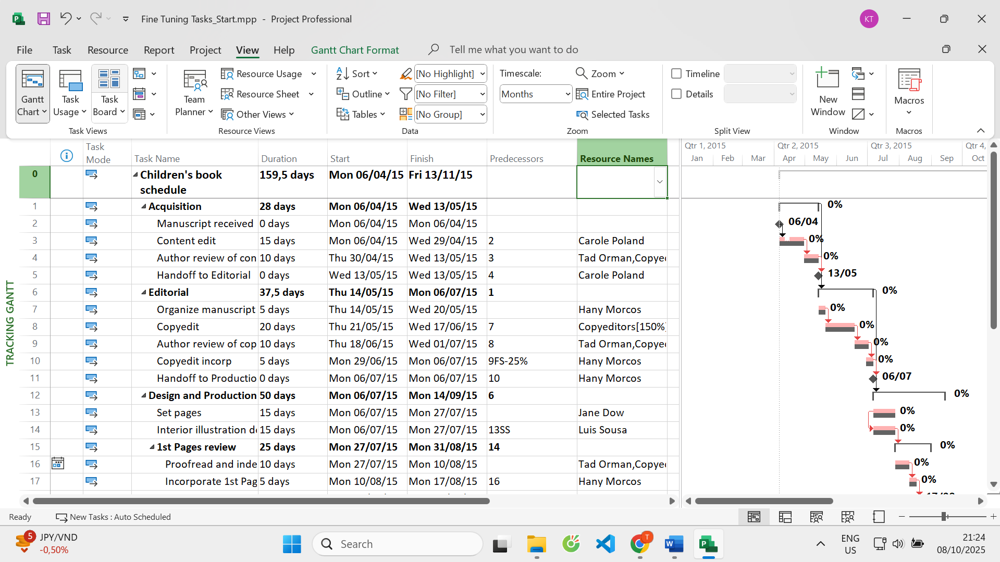 Fine Tuning Tasks_Start.mpp - Project Professional
KT
File Task Resource Report Project View Help Gantt Chart Format Tell me what you want to do
Gantt Chart
Task Usage
Task Board
Task Views
Team Planner
Resource Usage
Resource Sheet
Other Views
Resource Views
Sort
Outline
Tables
[No Highlight]
[No Filter]
[No Group]
Data
Timescale:
Months
Zoom
Entire Project
Selected Tasks
Zoom
Timeline
Details
Split View
New Window
Window
Macros
Macros
Task Mode Task Name Duration Start Finish Predecessors Resource Names
Qtr 1, 2015 Qtr 2, 2015 Qtr 3, 2015 Qtr 4,
Jan Feb Mar Apr May Jun Jul Aug Sep Oct
TRACKING GANTT
0 Children's book schedule 159,5 days Mon 06/04/15 Fri 13/11/15
1 Acquisition 28 days Mon 06/04/15 Wed 13/05/15 0%
2 Manuscript received 0 days Mon 06/04/15 Mon 06/04/15 06/04
3 Content edit 15 days Mon 06/04/15 Wed 29/04/15 2 Carole Poland 0%
4 Author review of con 10 days Thu 30/04/15 Wed 13/05/15 3 Tad Orman,Copye 0%
5 Handoff to Editorial 0 days Wed 13/05/15 Wed 13/05/15 4 Carole Poland 13/05
6 Editorial 37,5 days Thu 14/05/15 Mon 06/07/15 1 0%
7 Organize manuscript 5 days Thu 14/05/15 Wed 20/05/15 Hany Morcos 0%
8 Copyedit 20 days Thu 21/05/15 Wed 17/06/15 7 Copyeditors[150%] 0%
9 Author review of cop 10 days Thu 18/06/15 Wed 01/07/15 8 Tad Orman,Copye 0%
10 Copyedit incorp 5 days Mon 29/06/15 Mon 06/07/15 9FS-25% Hany Morcos 0%
11 Handoff to Productio 0 days Mon 06/07/15 Mon 06/07/15 10 Hany Morcos 06/07
12 Design and Production 50 days Mon 06/07/15 Mon 14/09/15 6 0%
13 Set pages 15 days Mon 06/07/15 Mon 27/07/15 Jane Dow 0%
14 Interior illustration de 15 days Mon 06/07/15 Mon 27/07/15 13SS Luis Sousa 0%
15 1st Pages review 25 days Mon 27/07/15 Mon 31/08/15 14 0%
16 Proofread and inde 10 days Mon 27/07/15 Mon 10/08/15 Tad Orman,Copye 0%
17 Incorporate 1st Pag 5 days Mon 10/08/15 Mon 17/08/15 16 Hany Morcos 0%
Ready New Tasks : Auto Scheduled
5 JPY/VND
-0,50%
Search
T
ENG
US
21:24
08/10/2025